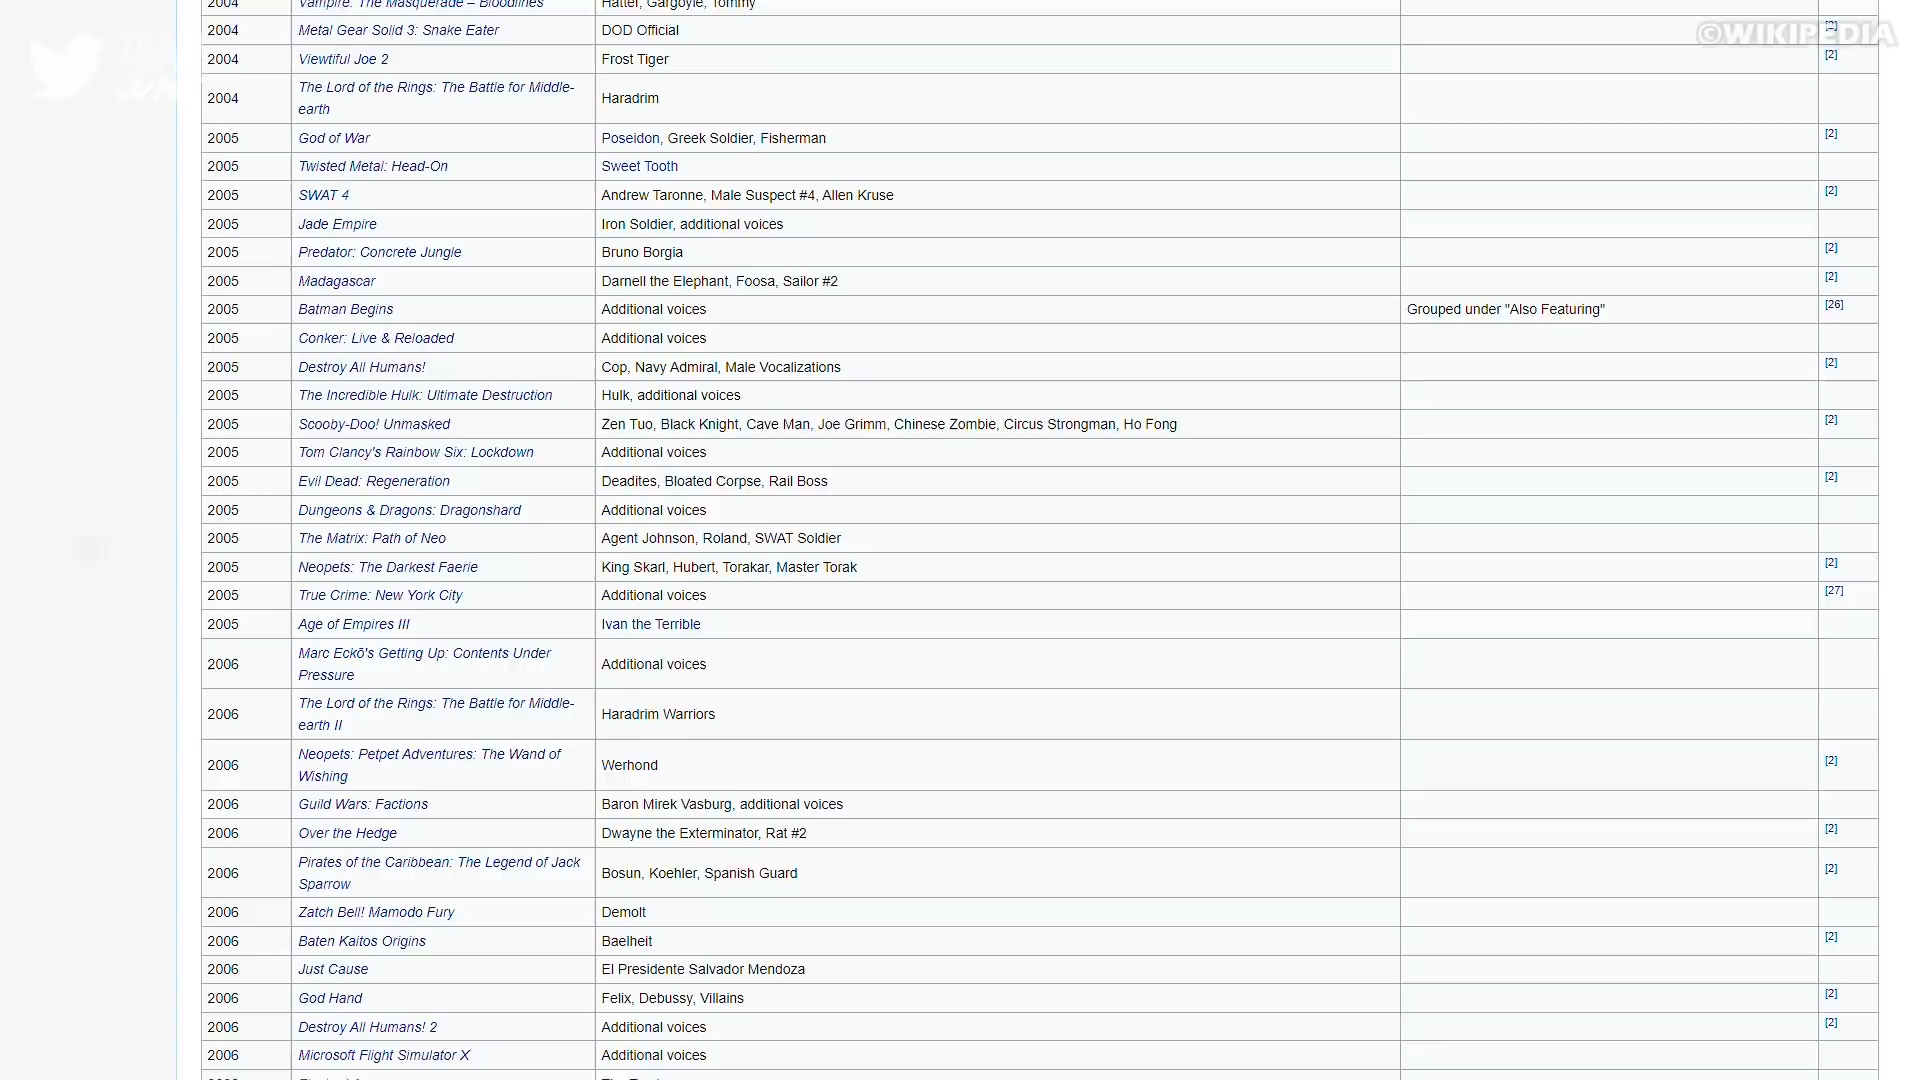 2004 Vampire: The Masquerade – Bloodlines Hatter, Gargoyle, Tommy
©WIKIPEDIA
2004 Metal Gear Solid 3: Snake Eater DOD Official [2]
2004 Viewtiful Joe 2 Frost Tiger [2]
2004 The Lord of the Rings: The Battle for Middle-
earth Haradrim
2005 God of War Poseidon, Greek Soldier, Fisherman [2]
2005 Twisted Metal: Head-On Sweet Tooth
2005 SWAT 4 Andrew Taronne, Male Suspect #4, Allen Kruse [2]
2005 Jade Empire Iron Soldier, additional voices
2005 Predator: Concrete Jungle Bruno Borgia [2]
2005 Madagascar Darnell the Elephant, Foosa, Sailor #2 [2]
2005 Batman Begins Additional voices Grouped under "Also Featuring" [26]
2005 Conker: Live & Reloaded Additional voices
2005 Destroy All Humans! Cop, Navy Admiral, Male Vocalizations [2]
2005 The Incredible Hulk: Ultimate Destruction Hulk, additional voices
2005 Scooby-Doo! Unmasked Zen Tuo, Black Knight, Cave Man, Joe Grimm, Chinese Zombie, Circus Strongman, Ho Fong [2]
2005 Tom Clancy's Rainbow Six: Lockdown Additional voices
2005 Evil Dead: Regeneration Deadites, Bloated Corpse, Rail Boss [2]
2005 Dungeons & Dragons: Dragonshard Additional voices
2005 The Matrix: Path of Neo Agent Johnson, Roland, SWAT Soldier
2005 Neopets: The Darkest Faerie King Skarl, Hubert, Torakar, Master Torak [2]
2005 True Crime: New York City Additional voices [27]
2005 Age of Empires III Ivan the Terrible
2006 Marc Eckō's Getting Up: Contents Under
Pressure Additional voices
2006 The Lord of the Rings: The Battle for Middle-
earth II Haradrim Warriors
2006 Neopets: Petpet Adventures: The Wand of
Wishing Werhond [2]
2006 Guild Wars: Factions Baron Mirek Vasburg, additional voices
2006 Over the Hedge Dwayne the Exterminator, Rat #2 [2]
2006 Pirates of the Caribbean: The Legend of Jack
Sparrow Bosun, Koehler, Spanish Guard [2]
2006 Zatch Bell! Mamodo Fury Demolt
2006 Baten Kaitos Origins Baelheit [2]
2006 Just Cause El Presidente Salvador Mendoza
2006 God Hand Felix, Debussy, Villains [2]
2006 Destroy All Humans! 2 Additional voices [2]
2006 Microsoft Flight Simulator X Additional voices